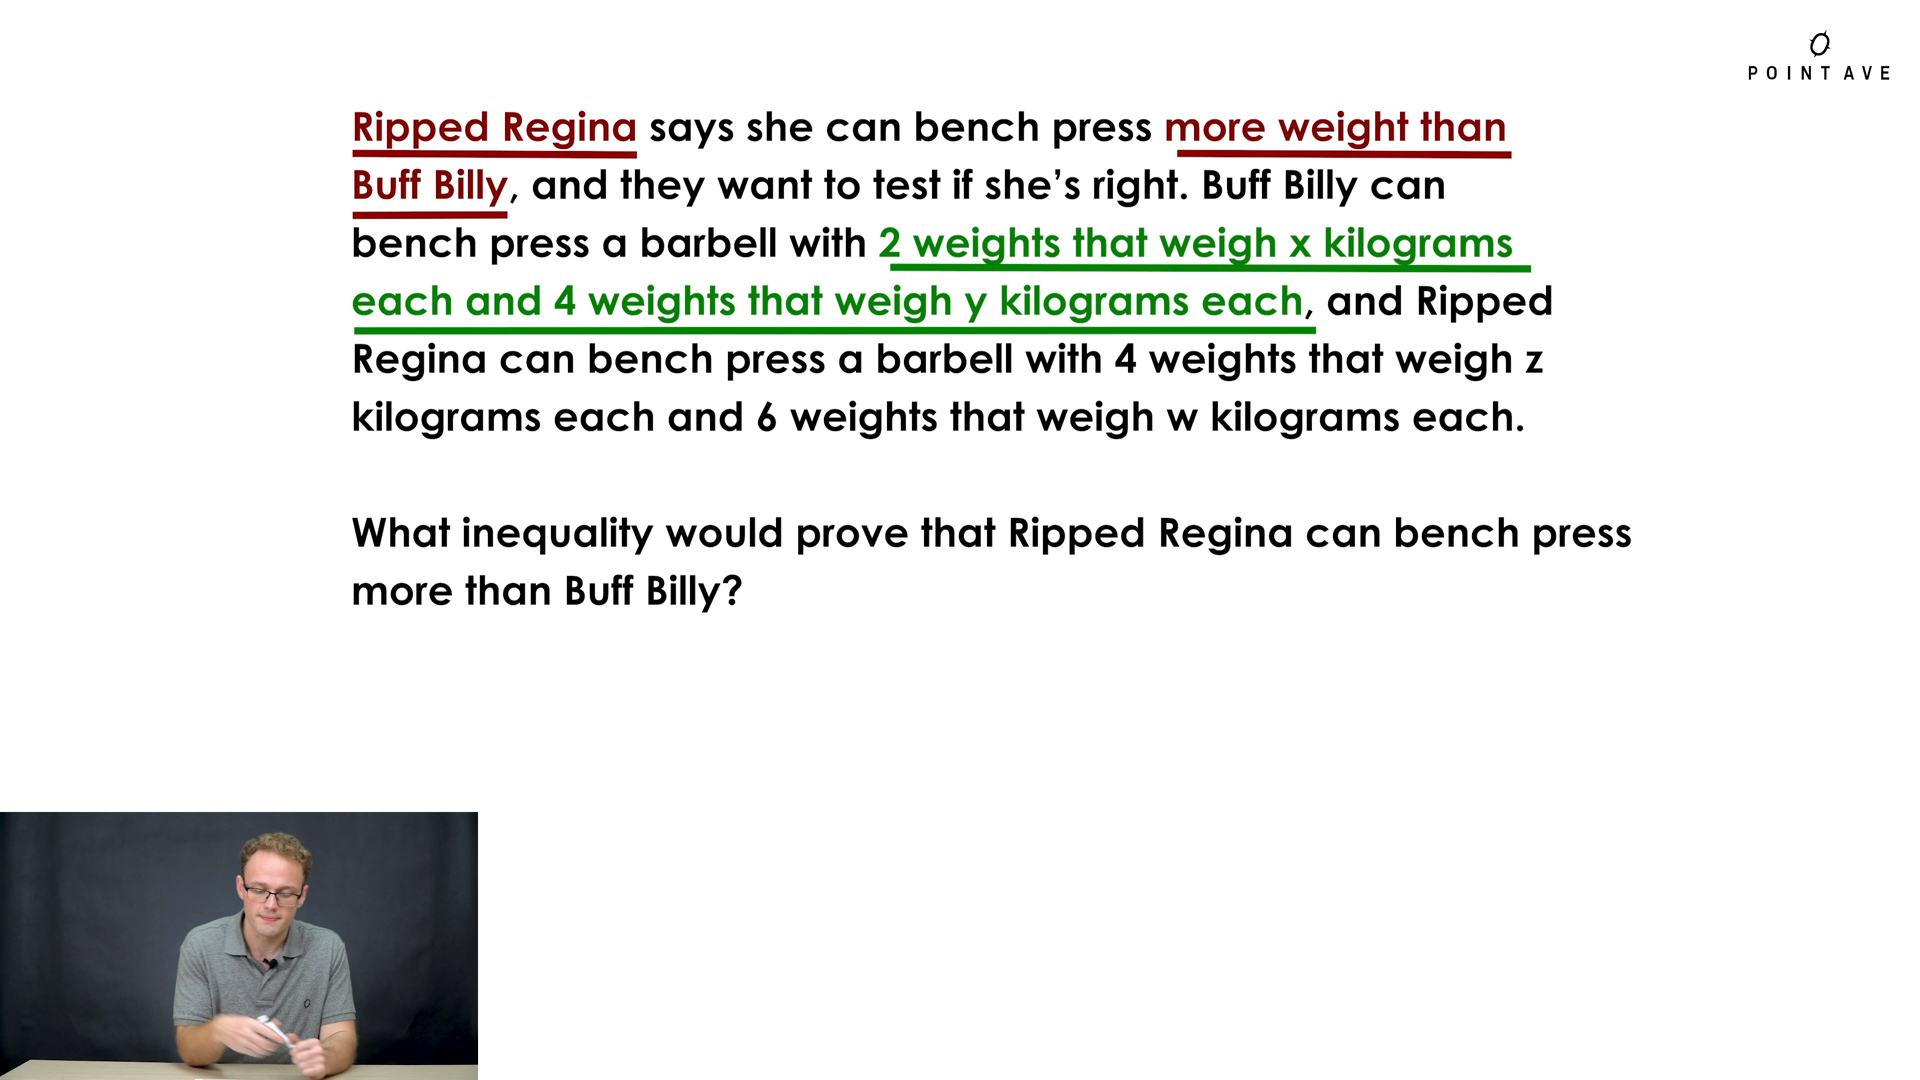 POINT AVE
Ripped Regina says she can bench press more weight than
Buff Billy, and they want to test if she’s right. Buff Billy can
bench press a barbell with 2 weights that weigh x kilograms
each and 4 weights that weigh y kilograms each, and Ripped
Regina can bench press a barbell with 4 weights that weigh z
kilograms each and 6 weights that weigh w kilograms each.
What inequality would prove that Ripped Regina can bench press
more than Buff Billy?